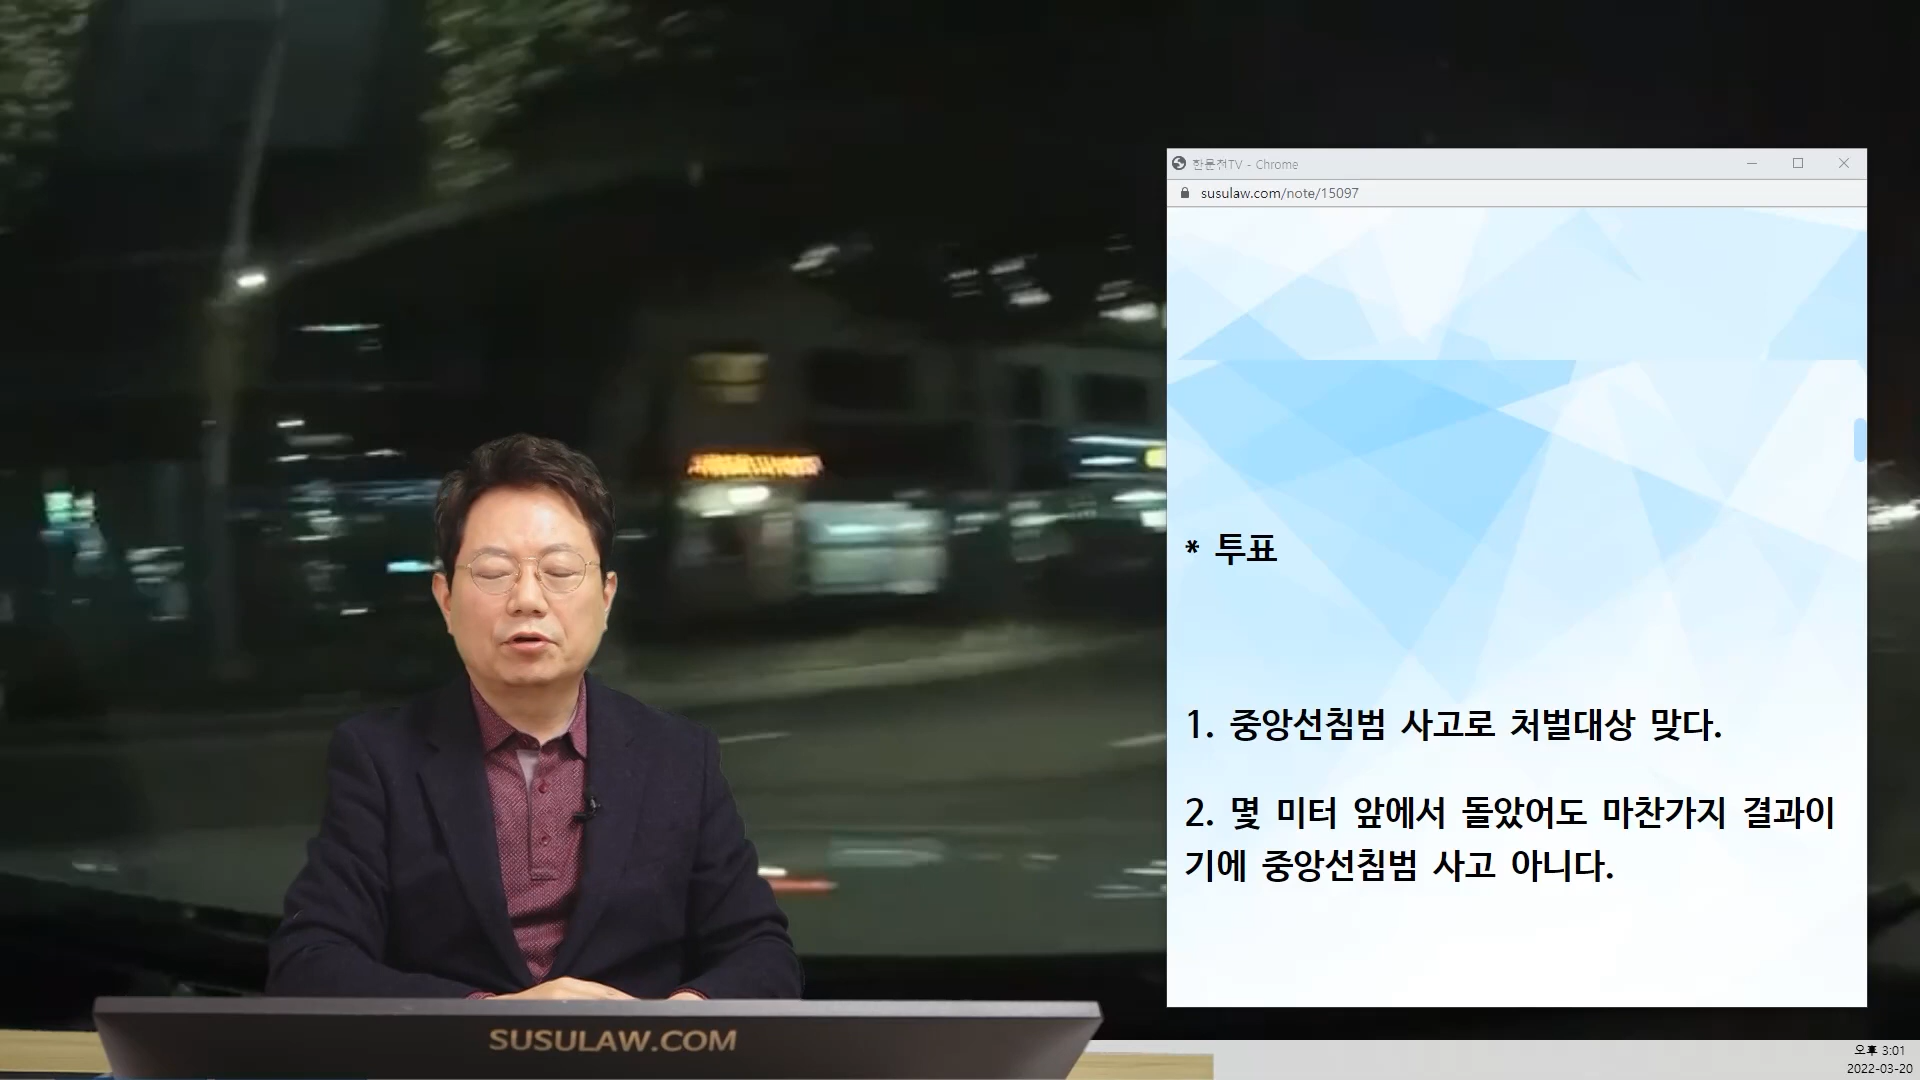 한문철TV - Chrome
susulaw.com/note/15097
* 투표
1. 중앙선침범 사고로 처벌대상 맞다.
2. 몇 미터 앞에서 돌았어도 마찬가지 결과이
기에 중앙선침범 사고 아니다.
SUSULAW.COM
오후 3:01
2022-03-20